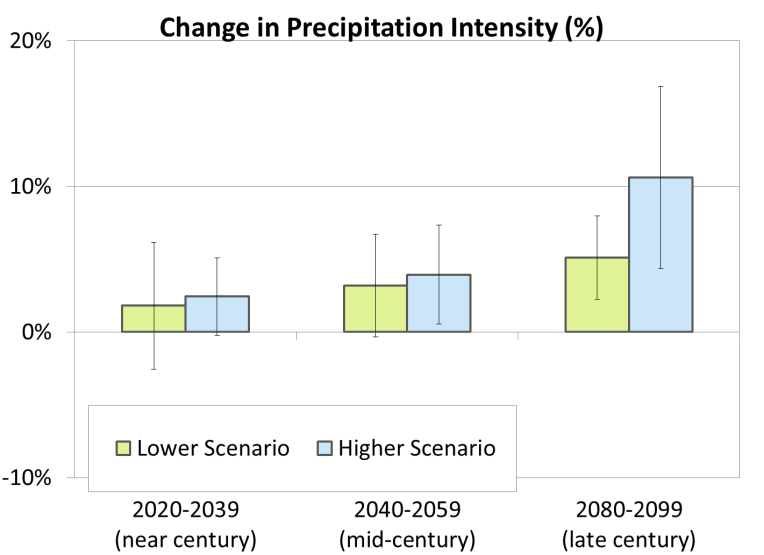 Change in Precipitation Intensity (%)
20%
10%
0%
-10%
Lower Scenario
Higher Scenario
2020-2039
(near century)
2040-2059
(mid-century)
2080-2099
(late century)